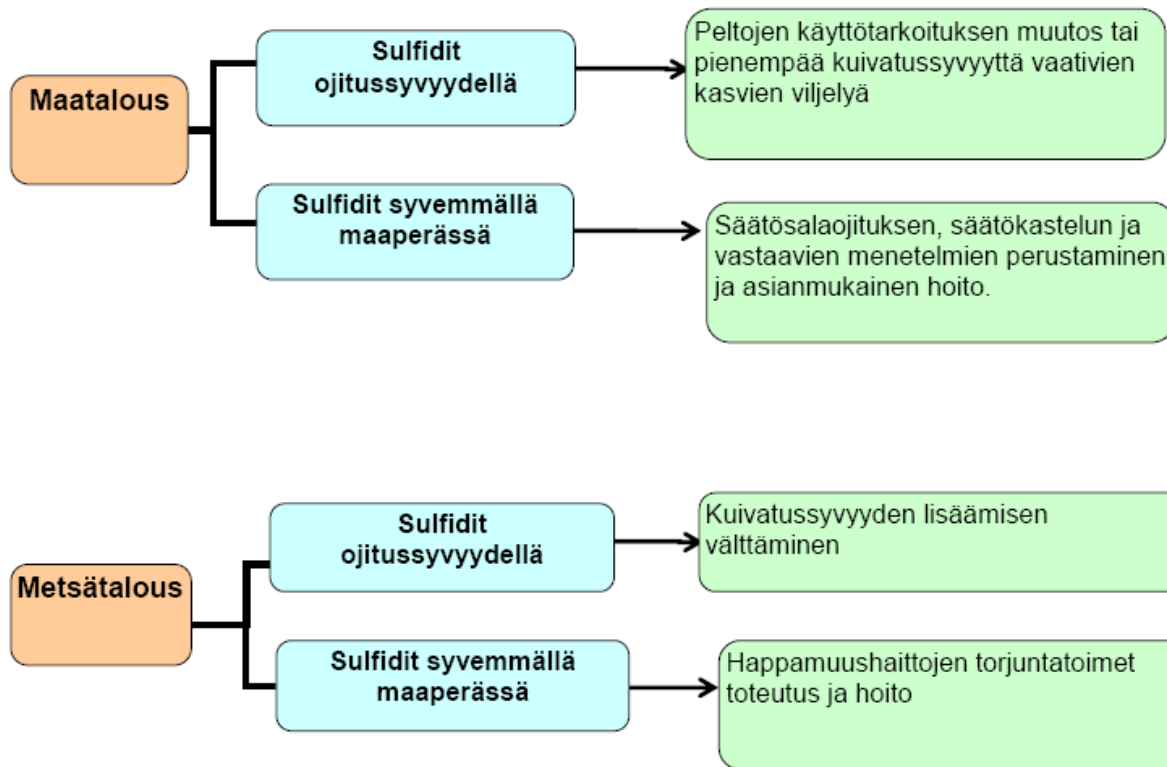 Maatalous
Sulfidit
ojitussyvyydellä
Peltojen käyttötarkoituksen muutos tai
pienempää kuivatussyvyyttä vaativien
kasvien viljelyä
Sulfidit syvemmällä
maaperässä
Säätösalaojituksen, säätökastelun ja
vastaavien menetelmien perustaminen
ja asianmukainen hoito.
Metsätalous
Sulfidit
ojitussyvyydellä
Kuivatussyvyyden lisäämisen
välttäminen
Sulfidit syvemmällä
maaperässä
Happamuushaittojen torjuntatoimet
toteutus ja hoito